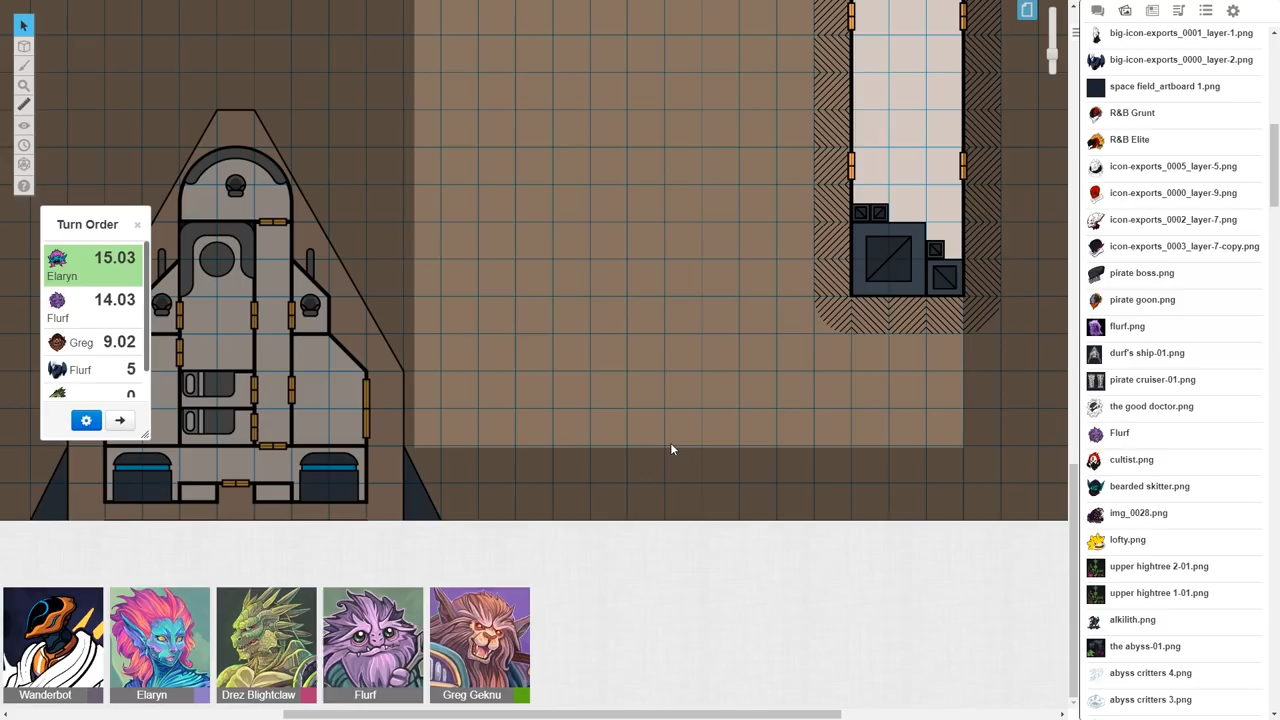 Turn Order ×
15.03
Elaryn
14.03
Flurf
Greg 9.02
Flurf 5
0
Wanderbot
Elaryn
Drez Blightclaw
Flurf
Greg Geknu
big-icon-exports_0001_layer-1.png
big-icon-exports_0000_layer-2.png
space field_artboard 1.png
R&B Grunt
R&B Elite
icon-exports_0005_layer-5.png
icon-exports_0000_layer-9.png
icon-exports_0002_layer-7.png
icon-exports_0003_layer-7-copy.png
pirate boss.png
pirate goon.png
flurf.png
durf's ship-01.png
pirate cruiser-01.png
the good doctor.png
Flurf
cultist.png
bearded skitter.png
img_0028.png
lofty.png
upper hightree 2-01.png
upper hightree 1-01.png
alkilith.png
the abyss-01.png
abyss critters 4.png
abyss critters 3.png